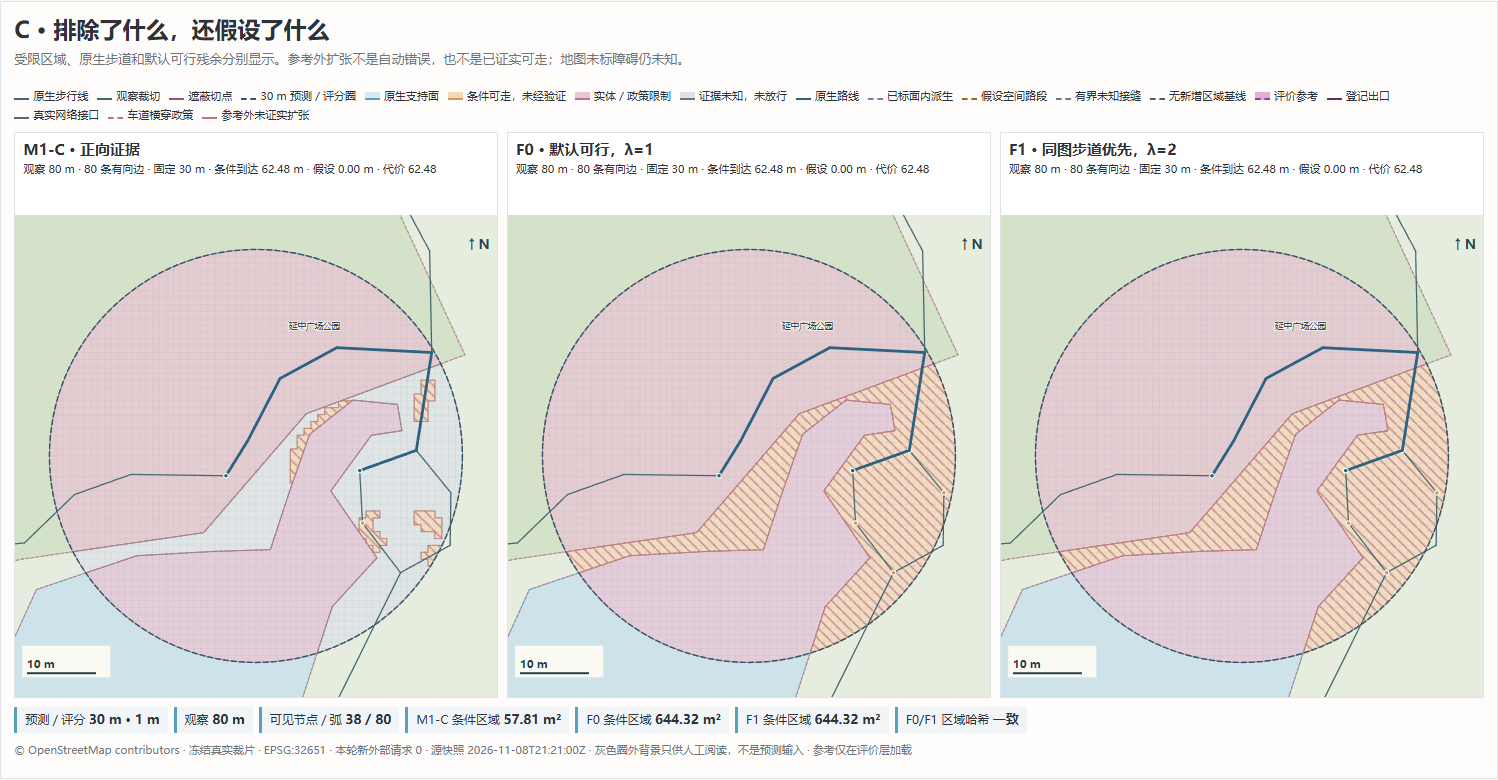 C • 排除了什么，还假设了什么
受限区域、原生步道和默认可行残余分别显示。参考外扩张不是自动错误，也不是已证实可走；地图未标障碍仍未知。
原生步行线 观察裁切 遮蔽切点 30 m 预测 / 评分圈 原生支持面 条件可走，未经验证 实体 / 政策限制 证据未知，未放行 原生路线 已标面内派生 假设空间路段 有界未知接缝 无新增区域基线 评价参考 登记出口
真实网络接口 车道横穿政策 参考外未证实扩张
M1-C • 正向证据
观察 80 m · 80 条有向边 · 固定 30 m · 条件到达 62.48 m · 假设 0.00 m · 代价 62.48
↑ N
延中广场公园
10 m
F0 • 默认可行，λ=1
观察 80 m · 80 条有向边 · 固定 30 m · 条件到达 62.48 m · 假设 0.00 m · 代价 62.48
↑ N
延中广场公园
10 m
F1 • 同图步道优先，λ=2
观察 80 m · 80 条有向边 · 固定 30 m · 条件到达 62.48 m · 假设 0.00 m · 代价 62.48
↑ N
延中广场公园
10 m
预测 / 评分 30 m • 1 m 观察 80 m 可见节点 / 弧 38 / 80 M1-C 条件区域 57.81 m² F0 条件区域 644.32 m² F1 条件区域 644.32 m² F0/F1 区域哈希 一致
© OpenStreetMap contributors · 冻结真实裁片 · EPSG:32651 · 本轮新外部请求 0 · 源快照 2026-11-08T21:21:00Z · 灰色圈外背景只供人工阅读，不是预测输入 · 参考仅在评价层加载